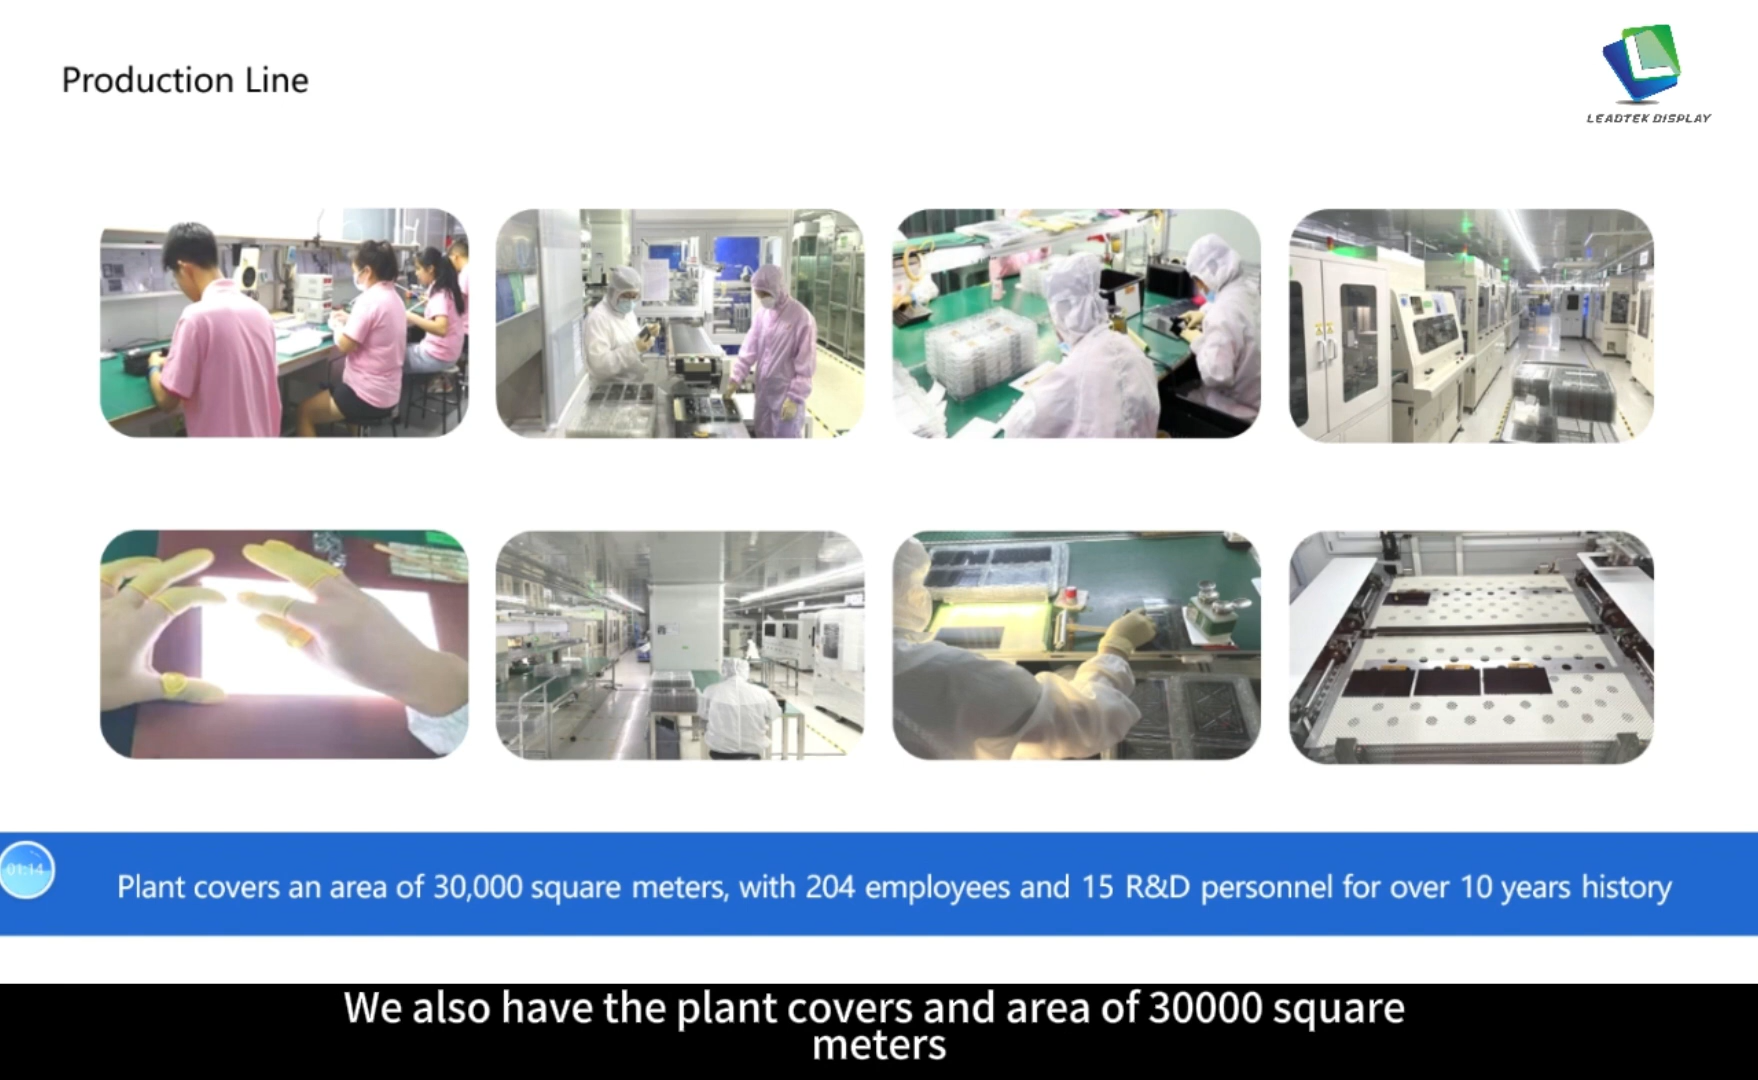 Production Line
LEADTEK DISPLAY
01:14
Plant covers an area of 30,000 square meters, with 204 employees and 15 R&D personnel for over 10 years history
We also have the plant covers and area of 30000 square
meters